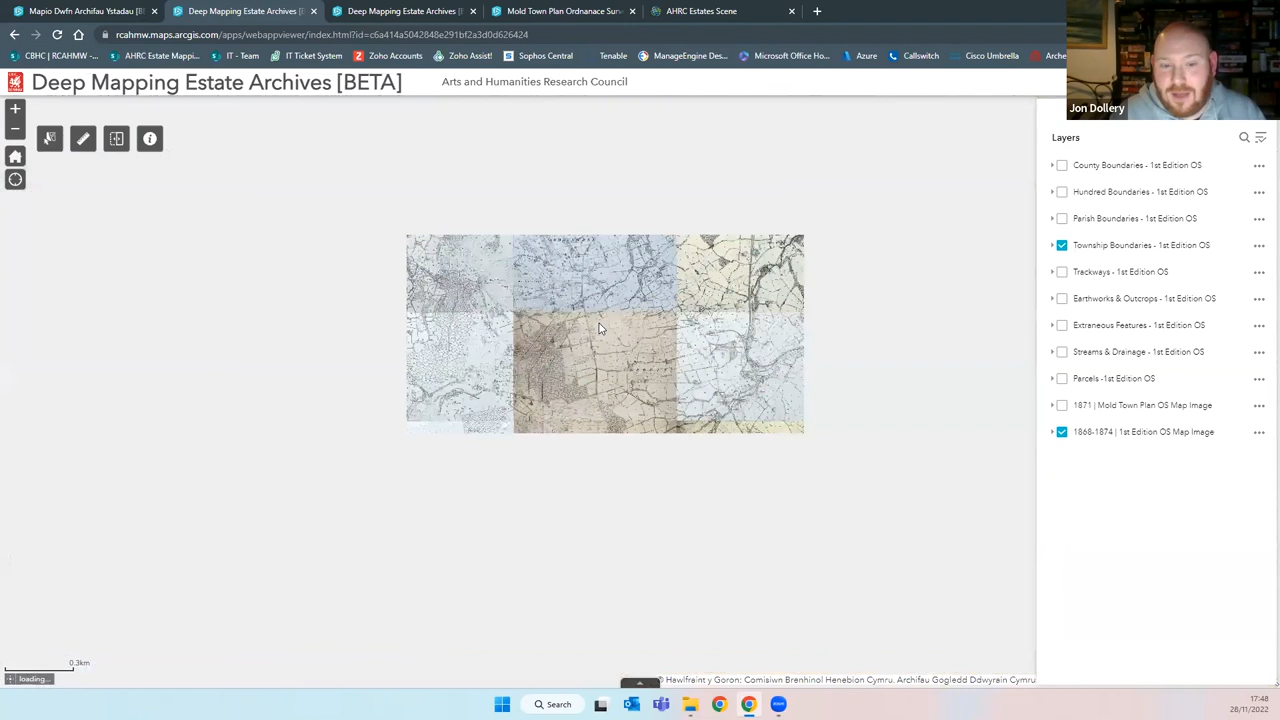 Mapio Dwfn Archifau Ystadau [B
Deep Mapping Estate Archives [B
Deep Mapping Estate Archives [B
Mold Town Plan Ordnanace Surv
AHRC Estates Scene
rcahmw.maps.arcgis.com/apps/webappviewer/index.html?id=c6a414a5042848e291bf2a3d0d626424
CBHC | RCAHMW -...
AHRC Estate Mappi...
IT - Team
IT Ticket System
Zoho Accounts
Zoho Assist!
Sophos Central
Tenable
ManageEngine Des...
Microsoft Office Ho...
Azure
Callswitch
Cisco Umbrella
Arche
Deep Mapping Estate Archives [BETA]
Arts and Humanities Research Council
Jon Dollery
Layers
County Boundaries - 1st Edition OS
Hundred Boundaries - 1st Edition OS
Parish Boundaries - 1st Edition OS
Township Boundaries - 1st Edition OS
Trackways - 1st Edition OS
Earthworks & Outcrops - 1st Edition OS
Extraneous Features - 1st Edition OS
Streams & Drainage - 1st Edition OS
Parcels -1st Edition OS
1871 | Mold Town Plan OS Map Image
1868-1874 | 1st Edition OS Map Image
0.3km
loading...
© Hawlfraint y Goron: Comisiwn Brenhinol Henebion Cymru. Archifau Gogledd Ddwyrain Cymru
Search
17:48
28/11/2022